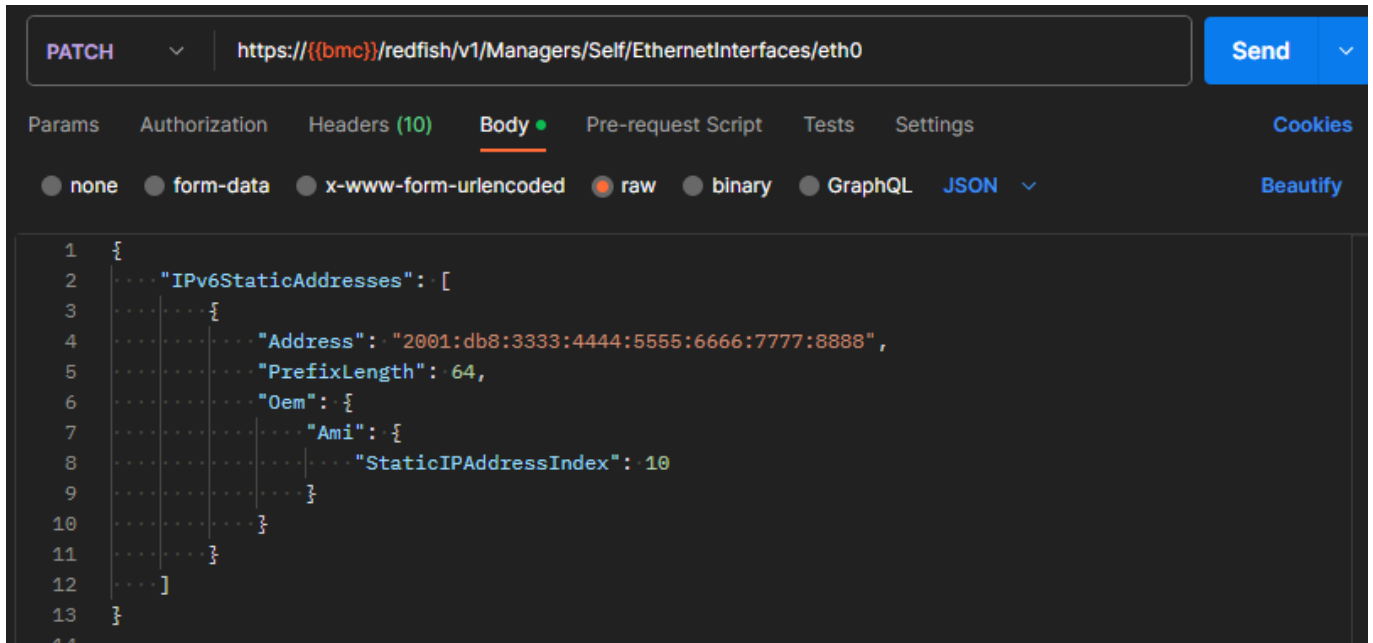 PATCH https://{{bmc}}/redfish/v1/Managers/Self/EthernetInterfaces/eth0 Send
Params Authorization Headers (10) Body Pre-request Script Tests Settings Cookies
none form-data x-www-form-urlencoded raw binary GraphQL JSON Beautify
1 {
2 "IPv6StaticAddresses": [
3 {
4 "Address": "2001:db8:3333:4444:5555:6666:7777:8888",
5 "PrefixLength": 64,
6 "Oem": {
7 "Ami": {
8 "StaticIPAddressIndex": 10
9 }
10 }
11 }
12 ]
13 }